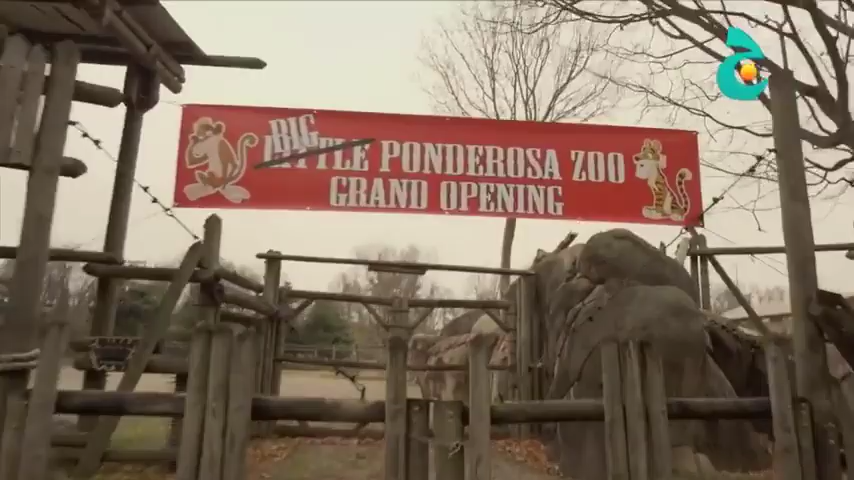 BIG
LITTLE PONDEROSA ZOO
GRAND OPENING
ج